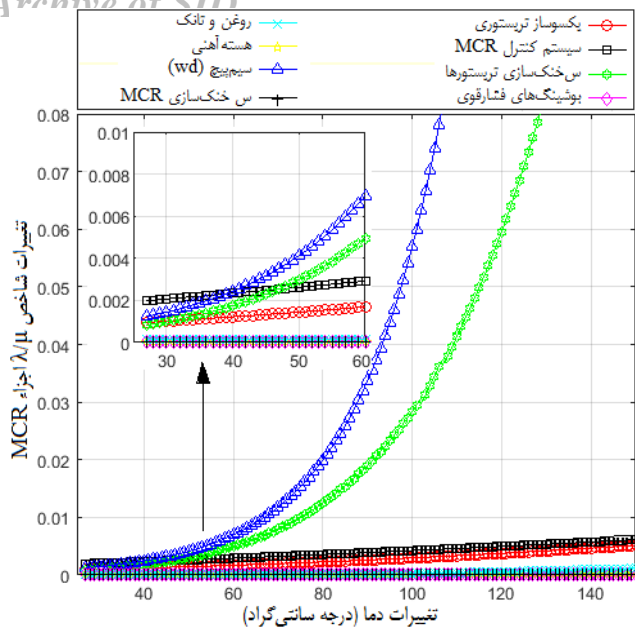 Archive of SID
یکسوساز تریستوری
سیستم کنترل MCR
س خنک‌سازی تریستورها
بوشینگ‌های فشارقوی
روغن و تانک
هسته آهنی
سیم‌پیچ (wd)
س خنک‌سازی MCR
تغییرات شاخص λ/μ اجزاء MCR
0.08
0.07
0.06
0.05
0.04
0.03
0.02
0.01
0
0.01
0.008
0.006
0.004
0.002
0
30 40 50 60
40 60 80 100 120 140
تغییرات دما (درجه سانتی‌گراد)